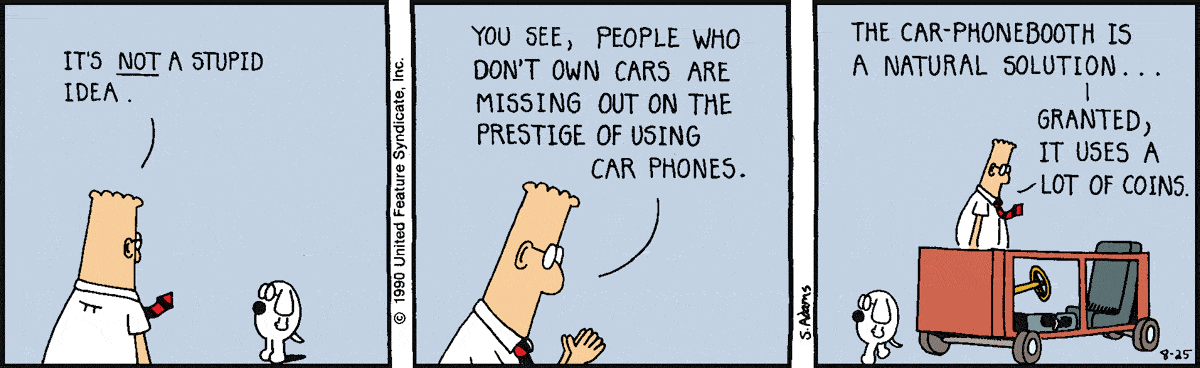 IT'S NOT A STUPID
IDEA.
© 1990 United Feature Syndicate, Inc.
YOU SEE, PEOPLE WHO
DON'T OWN CARS ARE
MISSING OUT ON THE
PRESTIGE OF USING
CAR PHONES.
S. Adams
THE CAR-PHONEBOOTH IS
A NATURAL SOLUTION...
GRANTED,
IT USES A
LOT OF COINS.
8-25